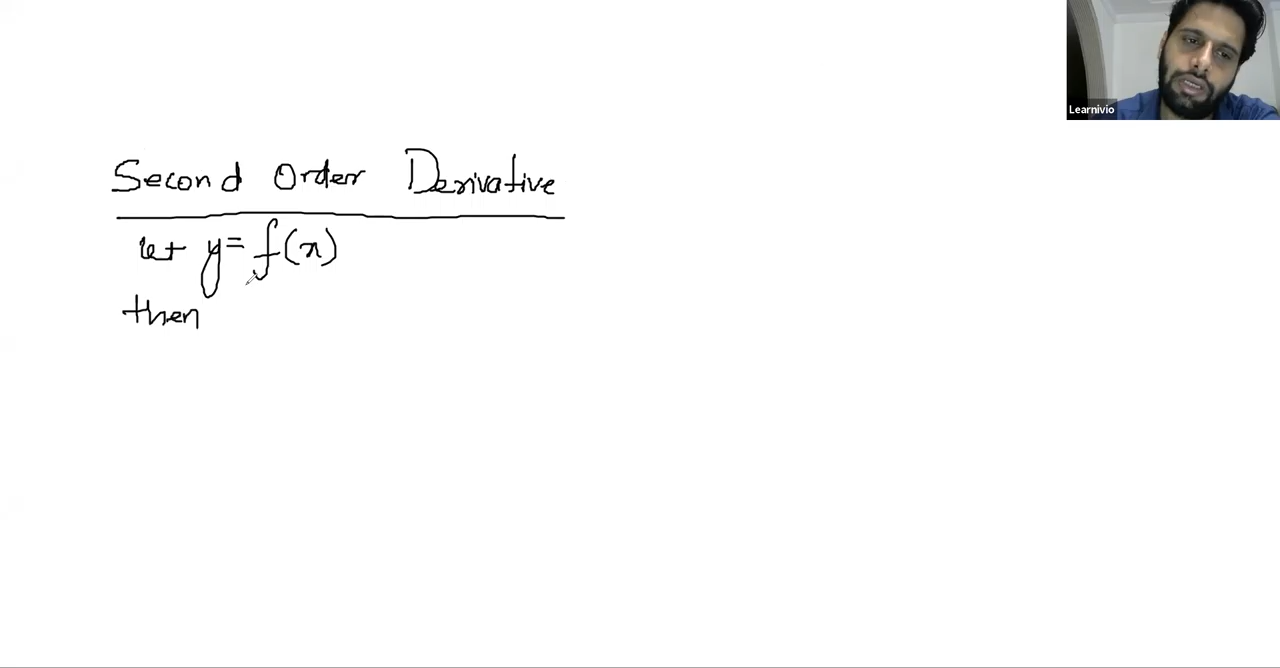 Learnivio
Second Order Derivative
let y = f(x)
then